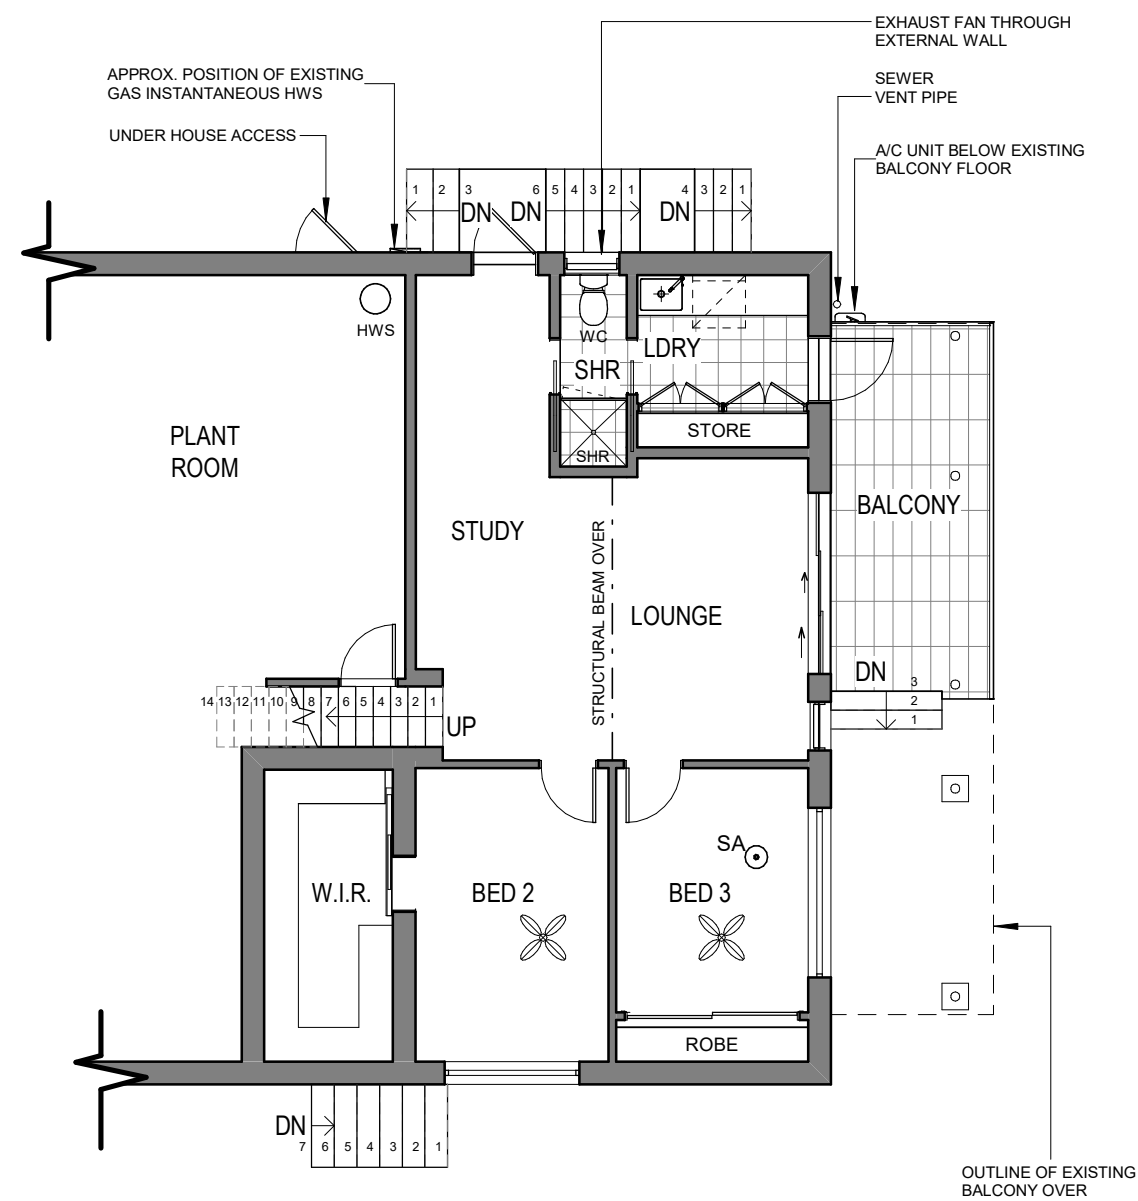 EXHAUST FAN THROUGH
EXTERNAL WALL
APPROX. POSITION OF EXISTING
GAS INSTANTANEOUS HWS
SEWER
VENT PIPE
UNDER HOUSE ACCESS
A/C UNIT BELOW EXISTING
BALCONY FLOOR
1 2 3 6 5 4 3 2 1 4 3 2 1
DN DN DN
HWS
WC
LDRY
SHR
PLANT
ROOM
STORE
SHR
BALCONY
STUDY
STRUCTURAL BEAM OVER
LOUNGE
DN
3
2
1
14 13 12 11 10 9 8 7 6 5 4 3 2 1
UP
SA
W.I.R.
BED 2
BED 3
ROBE
DN
7 6 5 4 3 2 1
OUTLINE OF EXISTING
BALCONY OVER